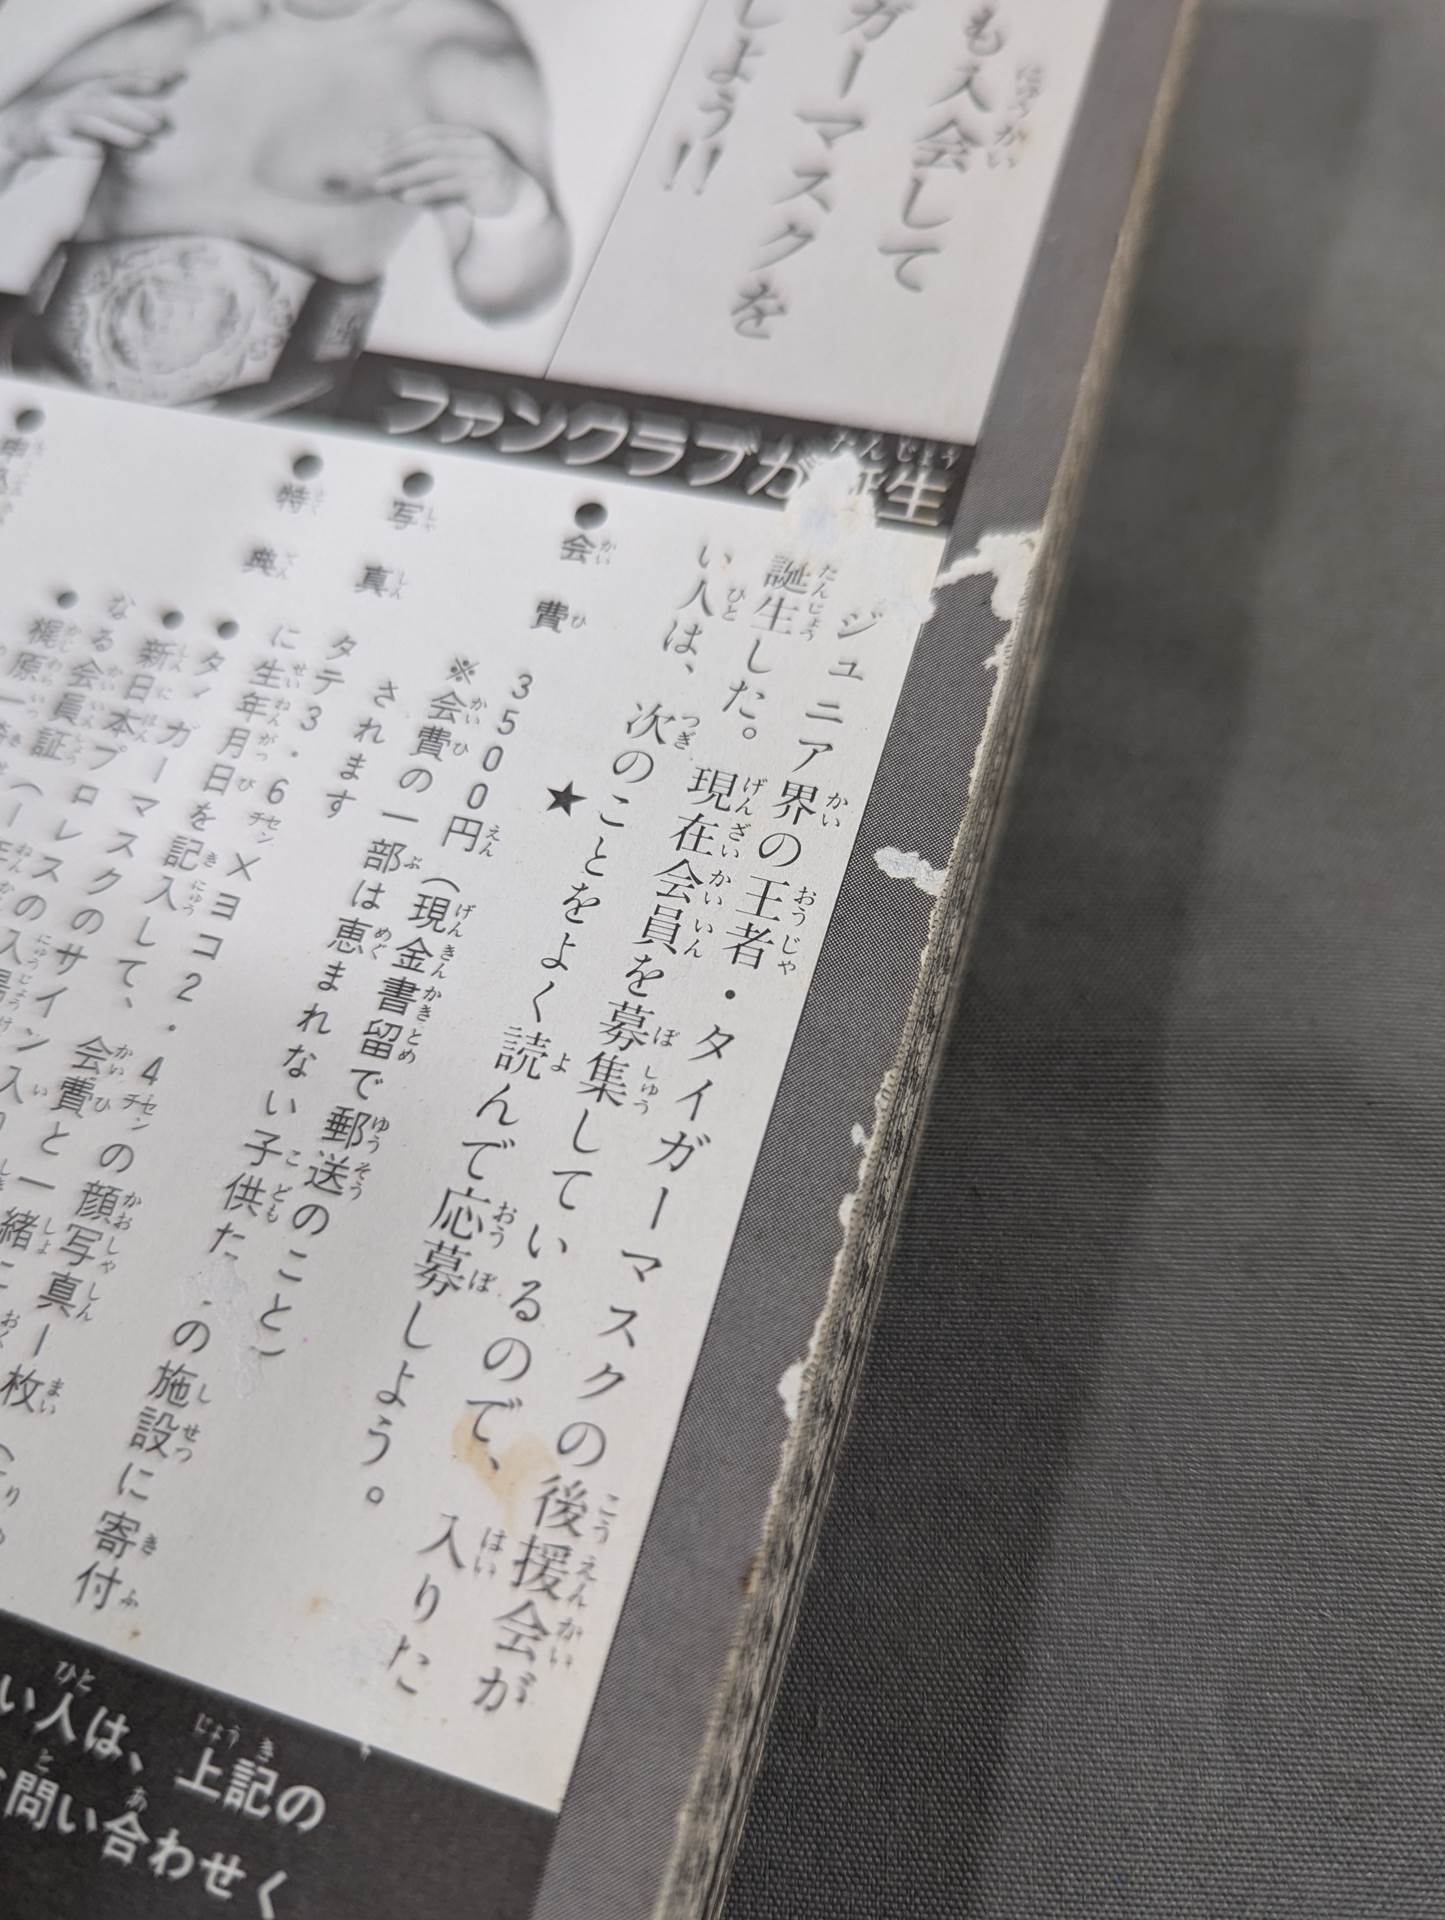 も入会して
ガーマスクを
しよう!!
ファンクラブが誕生
ジュニア界の王者・タイガーマスクの後援会が
誕生した。現在会員を募集しているので、入りた
い人は、次のことをよく読んで応募しよう。
★
●会費 3500円(現金書留で郵送のこと)
※会費の一部は恵まれない子供た の施設に寄付
されます
●写真 タテ3.6センチ×ヨコ2.4センチの顔写真一枚
に生年月日を記入して、会費と一緒に
●特典 ●タイガーマスクのサイン入り
なる会員証
●新日本プロレスの入場
●梶原一
い人は、上記の
問い合わせく